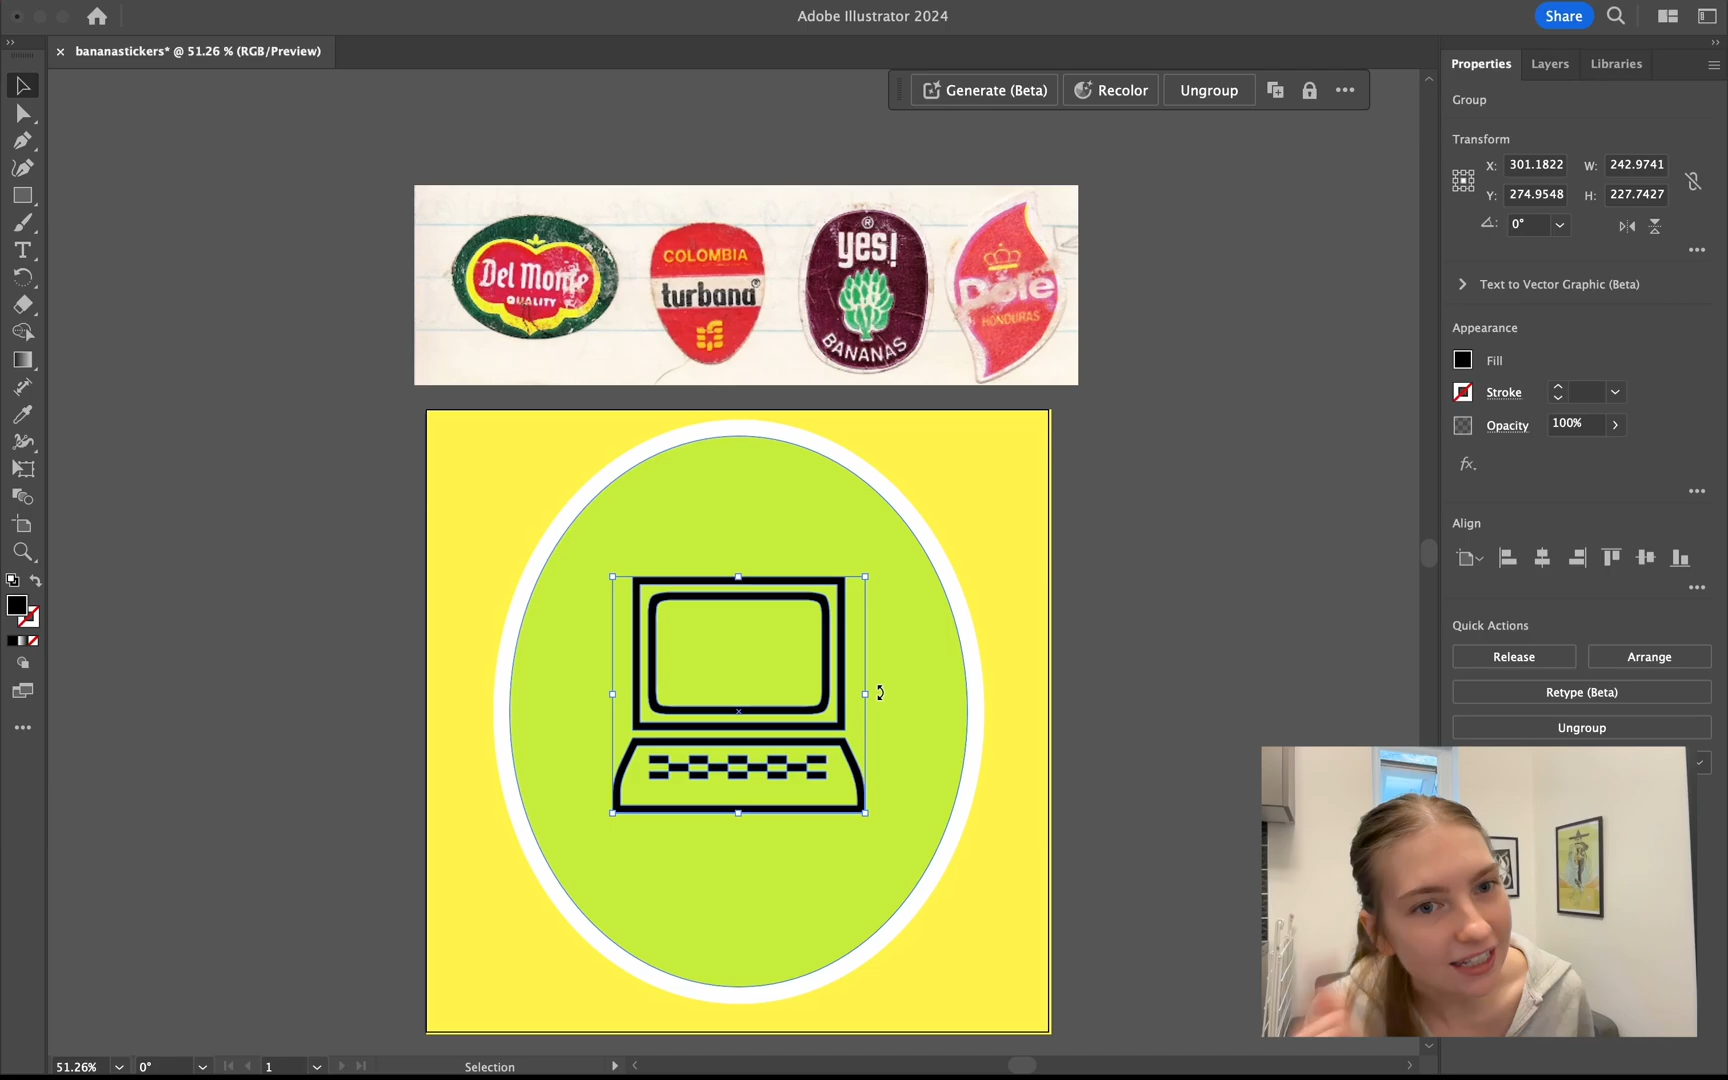 Adobe Illustrator 2024
Share
bananastickers* @ 51.26 % (RGB/Preview)
Properties
Layers
Libraries
Generate (Beta)
Recolor
Ungroup
Group
Transform
X: 301.1822
W: 242.9741
Y: 274.9548
H: 227.7427
0°
Text to Vector Graphic (Beta)
Appearance
Fill
Stroke
Opacity
100%
fx.
Align
Quick Actions
Release
Arrange
Retype (Beta)
Ungroup
Del Monte
QUALITY
COLOMBIA
turbana®
®
yes!
BANANAS
Dole
HONDURAS
51.26%
0°
1
Selection